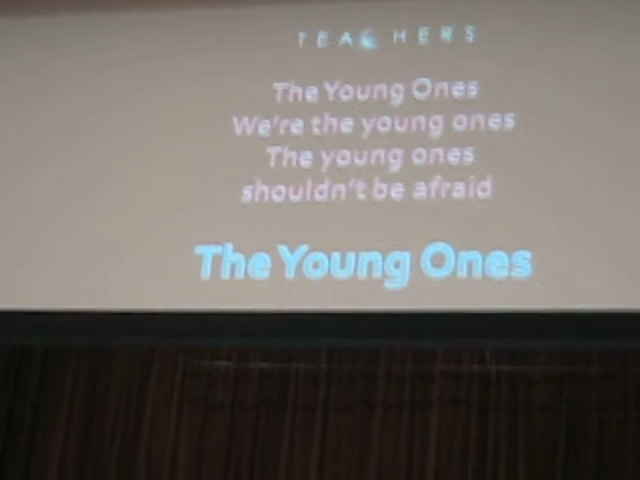 TEACHERS
The Young Ones
We're the young ones
The young ones
shouldn't be afraid
The Young Ones